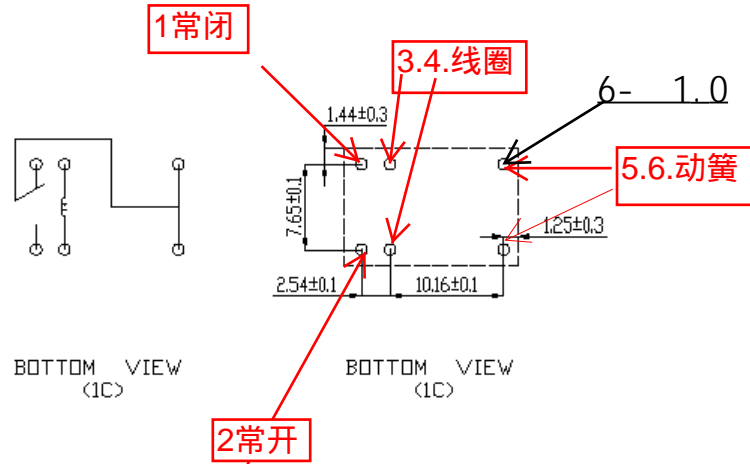 1常闭
3.4.线圈
6- 1.0
1.44±0.3
5.6.动簧
7.65±0.1
1.25±0.3
2.54±0.1
10.16±0.1
BOTTOM VIEW
(1C)
BOTTOM VIEW
(1C)
2常开